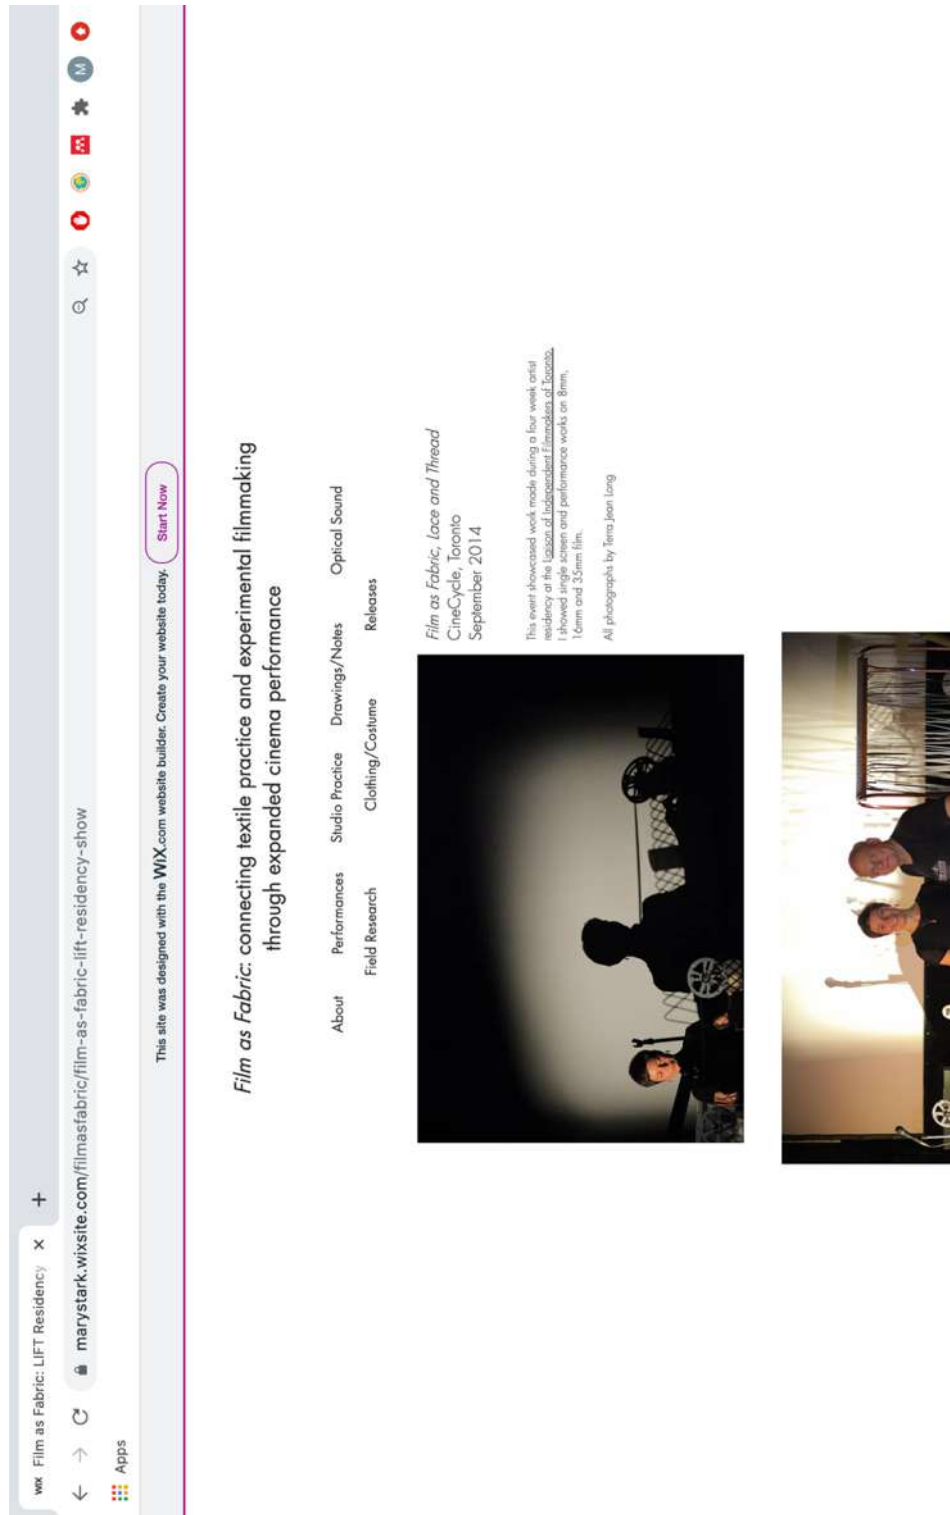 WIX Film as Fabric: LIFT Residency
marystark.wixsite.com/filmasfabric/film-as-fabric-lift-residency-show
M
Apps
This site was designed with the WiX.com website builder. Create your website today. Start Now
Film as Fabric: connecting textile practice and experimental filmmaking
through expanded cinema performance
About Performances Studio Practice Drawings/Notes Optical Sound
Field Research Clothing/Costume Releases
Film as Fabric, Lace and Thread
CineCycle, Toronto
September 2014
This event showcased work made during a four week artist
residency at the Liaison of Independent Filmmakers of Toronto.
I showed single screen and performance works on 8mm,
16mm and 35mm film.
All photographs by Terra Jean Long